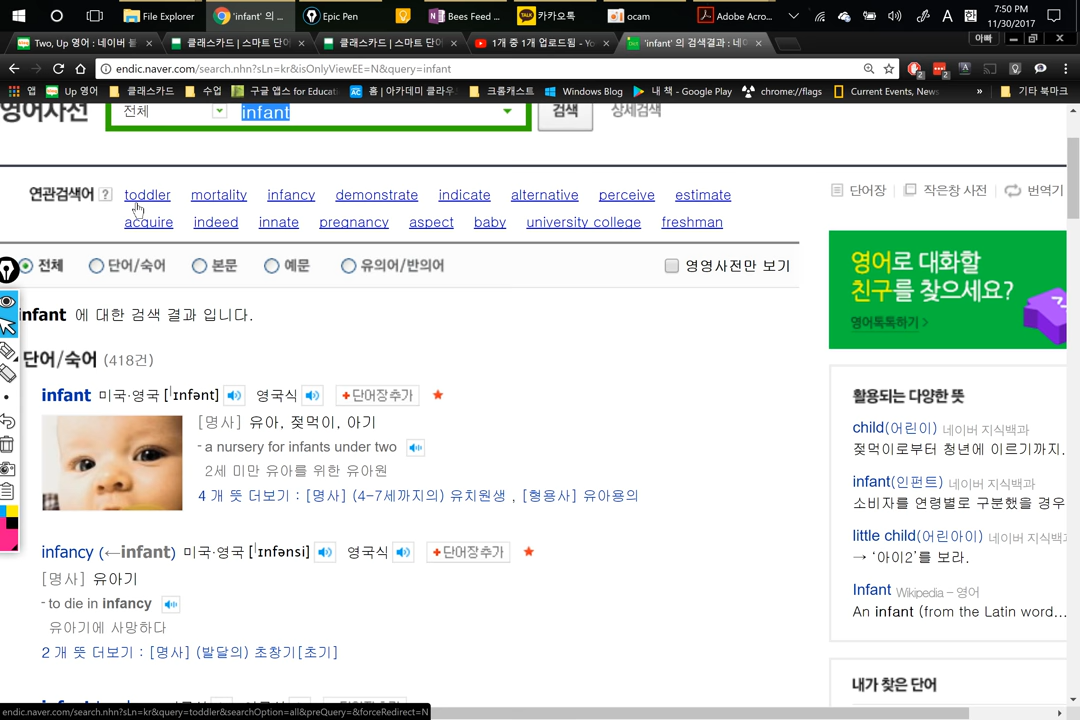 File Explorer
'infant' 의 ...
Epic Pen
Bees Feed ...
카카오톡
ocam
Adobe Acro...
7:50 PM
11/30/2017
Two, Up 영어 : 네이버 블
클래스카드 | 스마트 단어
클래스카드 | 스마트 단어
1개 중 1개 업로드됨 - Yo
'infant' 의 검색결과 : 네이
아빠
endic.naver.com/search.nhn?sLn=kr&isOnlyViewEE=N&query=infant
앱
Up 영어
클래스카드
수업
구글 앱스 for Educati
홈 | 아카데미 클라우
크롬캐스트
Windows Blog
내 책 - Google Play
chrome://flags
Current Events, News
기타 북마크
영어사전
전체
infant
검색
상세검색
연관검색어 ? toddler mortality infancy demonstrate indicate alternative perceive estimate
acquire indeed innate pregnancy aspect baby university college freshman
단어장 | 작은창 사전 | 번역기
전체 단어/숙어 본문 예문 유의어/반의어 영영사전만 보기
infant 에 대한 검색 결과 입니다.
단어/숙어 (418건)
infant 미국·영국 [ˈɪnfənt] 영국식 +단어장추가
[명사] 유아, 젖먹이, 아기
- a nursery for infants under two
2세 미만 유아를 위한 유아원
4 개 뜻 더보기 : [명사] (4-7세까지의) 유치원생 , [형용사] 유아용의
infancy (←infant) 미국·영국 [ˈɪnfənsi] 영국식 +단어장추가
[명사] 유아기
- to die in infancy
유아기에 사망하다
2 개 뜻 더보기 : [명사] (발달의) 초창기[초기]
영어로 대화할
친구를 찾으세요?
영어톡톡하기 >
활용되는 다양한 뜻
child(어린이) 네이버 지식백과
젖먹이로부터 청년에 이르기까지.
infant(인펀트) 네이버 지식백과
소비자를 연령별로 구분했을 경우
little child(어린아이) 네이버 지식백과
→ ‘아이2’를 보라.
Infant Wikipedia – 영어
An infant (from the Latin word...
내가 찾은 단어
endic.naver.com/search.nhn?sLn=kr&query=toddler&searchOption=all&preQuery=&forceRedirect=N